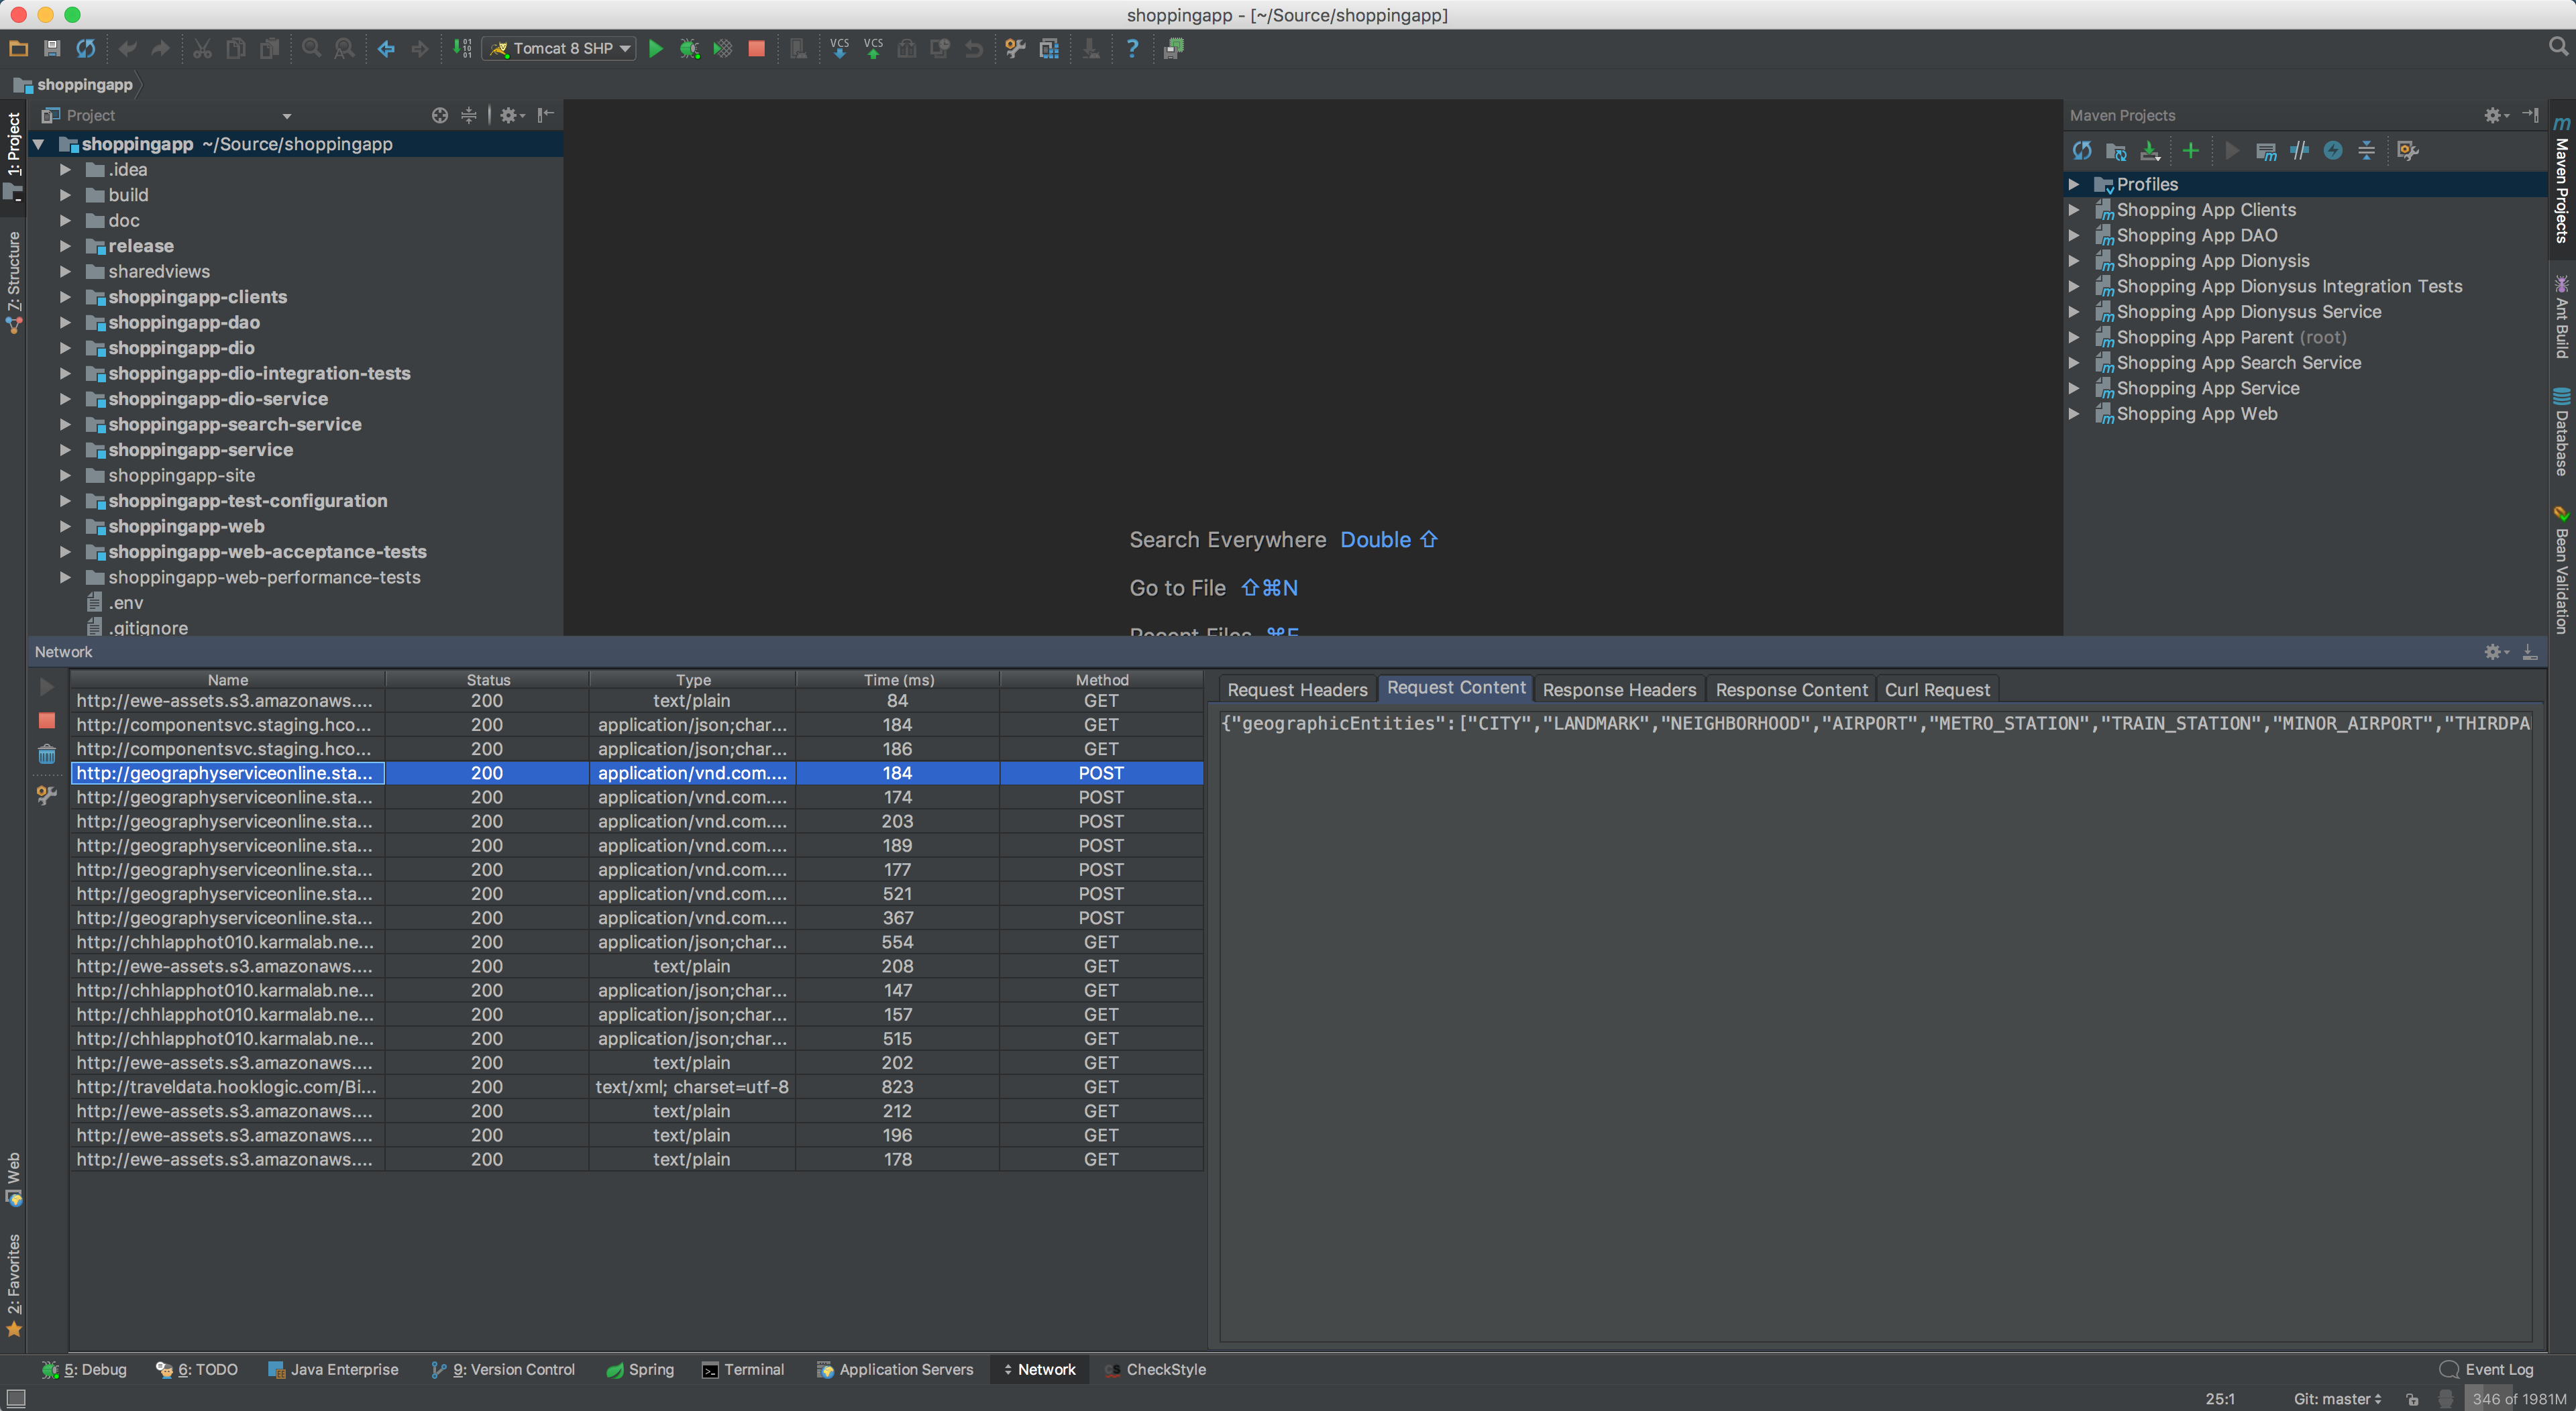 shoppingapp - [~/Source/shoppingapp]
Tomcat 8 SHP
VCS
VCS
shoppingapp
1: Project
Z: Structure
Web
2: Favorites
Project
shoppingapp ~/Source/shoppingapp
.idea
build
doc
release
sharedviews
shoppingapp-clients
shoppingapp-dao
shoppingapp-dio
shoppingapp-dio-integration-tests
shoppingapp-dio-service
shoppingapp-search-service
shoppingapp-service
shoppingapp-site
shoppingapp-test-configuration
shoppingapp-web
shoppingapp-web-acceptance-tests
shoppingapp-web-performance-tests
.env
.gitignore
Search Everywhere Double ⇧
Go to File ⇧⌘N
Recent Files ⌘E
Maven Projects
Profiles
Shopping App Clients
Shopping App DAO
Shopping App Dionysis
Shopping App Dionysus Integration Tests
Shopping App Dionysus Service
Shopping App Parent (root)
Shopping App Search Service
Shopping App Service
Shopping App Web
Maven Projects
Ant Build
Database
Bean Validation
Network
Name Status Type Time (ms) Method
http://ewe-assets.s3.amazonaws.... 200 text/plain 84 GET
http://componentsvc.staging.hco... 200 application/json;char... 184 GET
http://componentsvc.staging.hco... 200 application/json;char... 186 GET
http://geographyserviceonline.sta... 200 application/vnd.com.... 184 POST
http://geographyserviceonline.sta... 200 application/vnd.com.... 174 POST
http://geographyserviceonline.sta... 200 application/vnd.com.... 203 POST
http://geographyserviceonline.sta... 200 application/vnd.com.... 189 POST
http://geographyserviceonline.sta... 200 application/vnd.com.... 177 POST
http://geographyserviceonline.sta... 200 application/vnd.com.... 521 POST
http://geographyserviceonline.sta... 200 application/vnd.com.... 367 POST
http://chhlapphot010.karmalab.ne... 200 application/json;char... 554 GET
http://ewe-assets.s3.amazonaws.... 200 text/plain 208 GET
http://chhlapphot010.karmalab.ne... 200 application/json;char... 147 GET
http://chhlapphot010.karmalab.ne... 200 application/json;char... 157 GET
http://chhlapphot010.karmalab.ne... 200 application/json;char... 515 GET
http://ewe-assets.s3.amazonaws.... 200 text/plain 202 GET
http://traveldata.hooklogic.com/Bi... 200 text/xml; charset=utf-8 823 GET
http://ewe-assets.s3.amazonaws.... 200 text/plain 212 GET
http://ewe-assets.s3.amazonaws.... 200 text/plain 196 GET
http://ewe-assets.s3.amazonaws.... 200 text/plain 178 GET
Request Headers Request Content Response Headers Response Content Curl Request
{"geographicEntities":["CITY","LANDMARK","NEIGHBORHOOD","AIRPORT","METRO_STATION","TRAIN_STATION","MINOR_AIRPORT","THIRDPA
5: Debug 6: TODO Java Enterprise 9: Version Control Spring Terminal Application Servers Network CheckStyle Event Log
25:1 Git: master 346 of 1981M